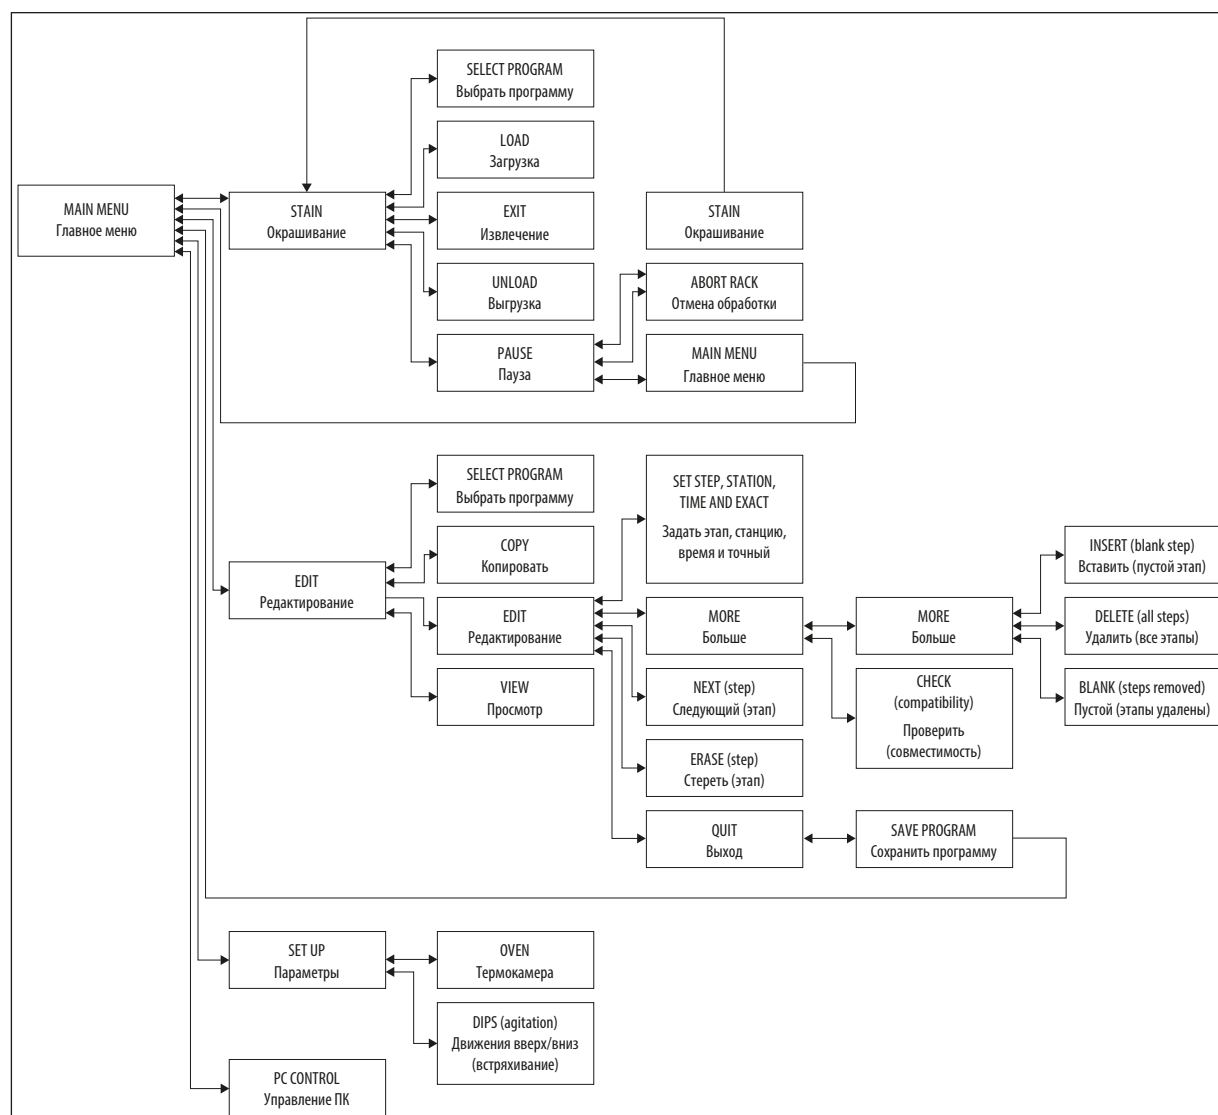 SELECT PROGRAM
Выбрать программу
LOAD
Загрузка
MAIN MENU
Главное меню
STAIN
Окрашивание
EXIT
Извлечение
STAIN
Окрашивание
UNLOAD
Выгрузка
ABORT RACK
Отмена обработки
PAUSE
Пауза
MAIN MENU
Главное меню
SELECT PROGRAM
Выбрать программу
SET STEP, STATION,
TIME AND EXACT
Задать этап, станцию,
время и точный
COPY
Копировать
INSERT (blank step)
Вставить (пустой этап)
EDIT
Редактирование
EDIT
Редактирование
MORE
Больше
MORE
Больше
DELETE (all steps)
Удалить (все этапы)
VIEW
Просмотр
NEXT (step)
Следующий (этап)
CHECK
(compatibility)
Проверить
(совместимость)
BLANK (steps removed)
Пустой (этапы удалены)
ERASE (step)
Стереть (этап)
QUIT
Выход
SAVE PROGRAM
Сохранить программу
SET UP
Параметры
OVEN
Термокамера
DIPS (agitation)
Движения вверх/вниз
(встряхивание)
PC CONTROL
Управление ПК